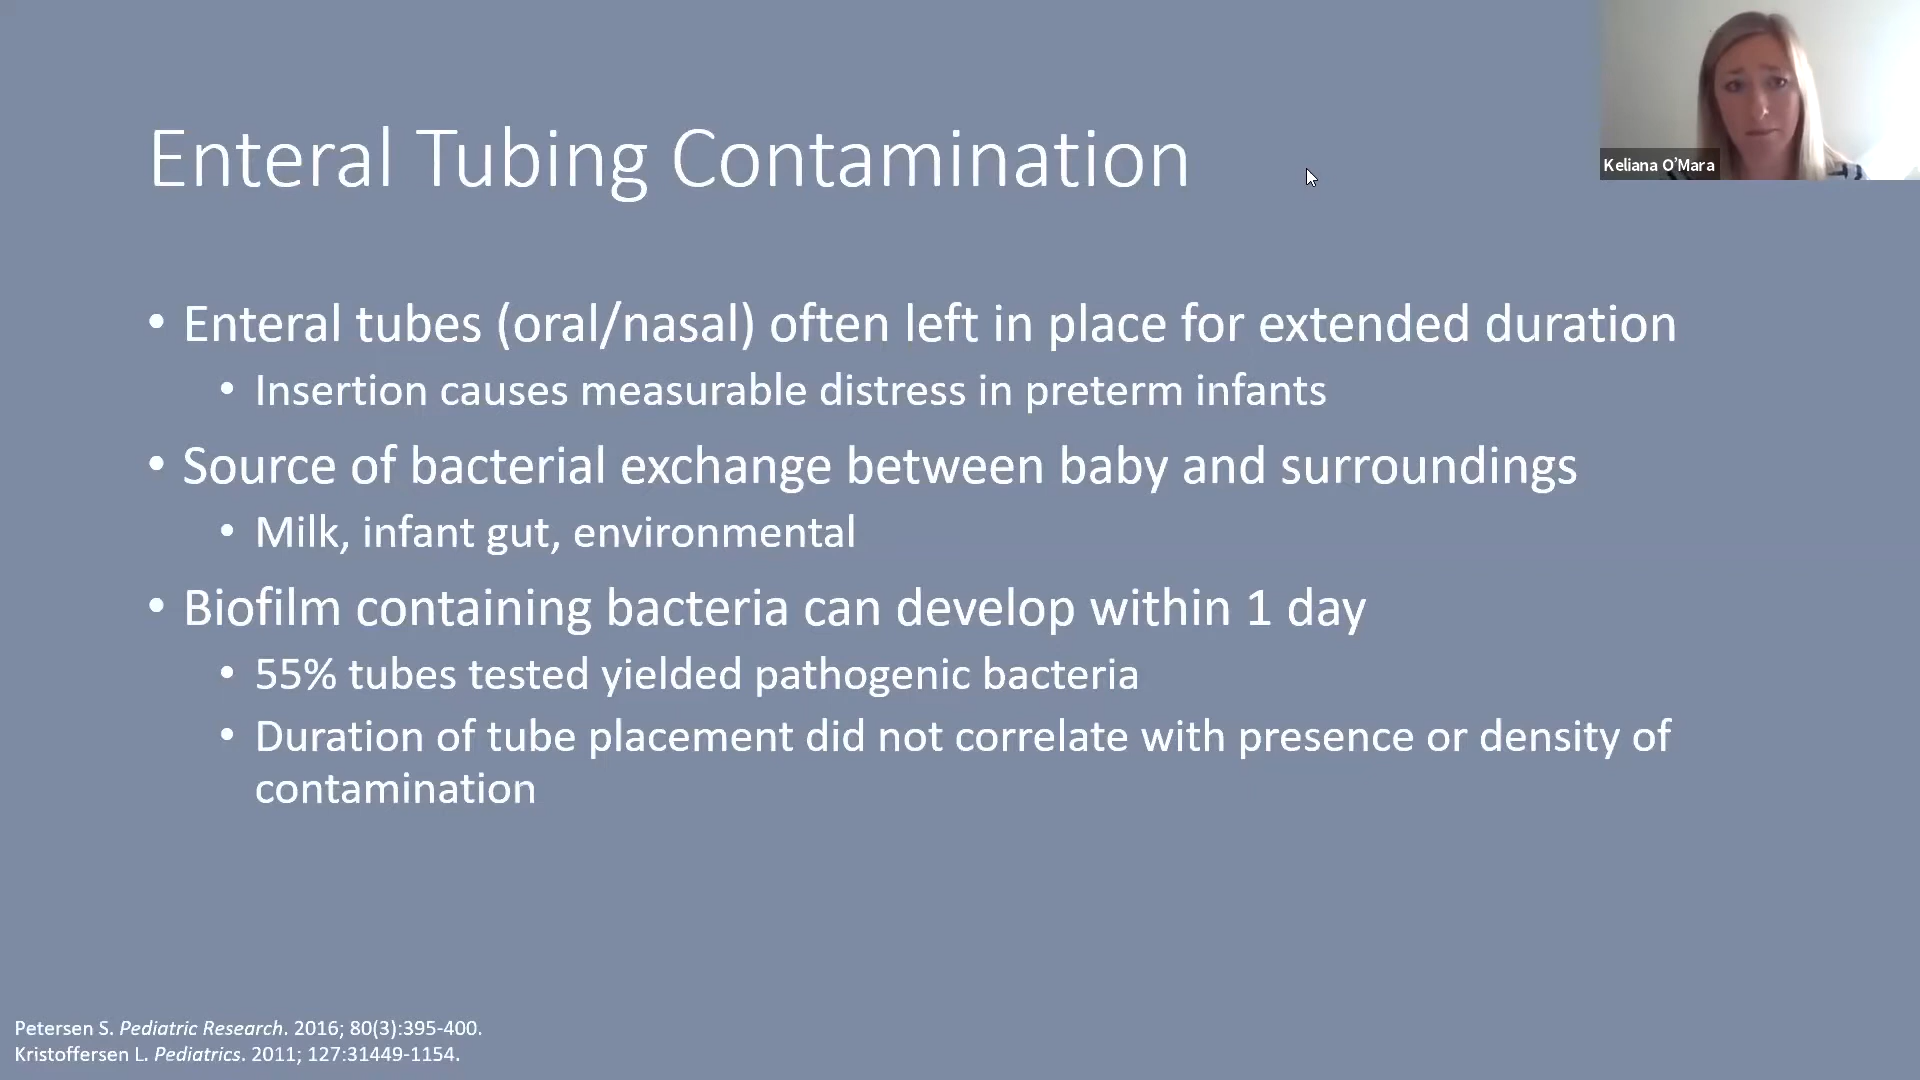 Enteral Tubing Contamination
Keliana O'Mara
• Enteral tubes (oral/nasal) often left in place for extended duration
• Insertion causes measurable distress in preterm infants
• Source of bacterial exchange between baby and surroundings
• Milk, infant gut, environmental
• Biofilm containing bacteria can develop within 1 day
• 55% tubes tested yielded pathogenic bacteria
• Duration of tube placement did not correlate with presence or density of
contamination
Petersen S. Pediatric Research. 2016; 80(3):395-400.
Kristoffersen L. Pediatrics. 2011; 127:31449-1154.